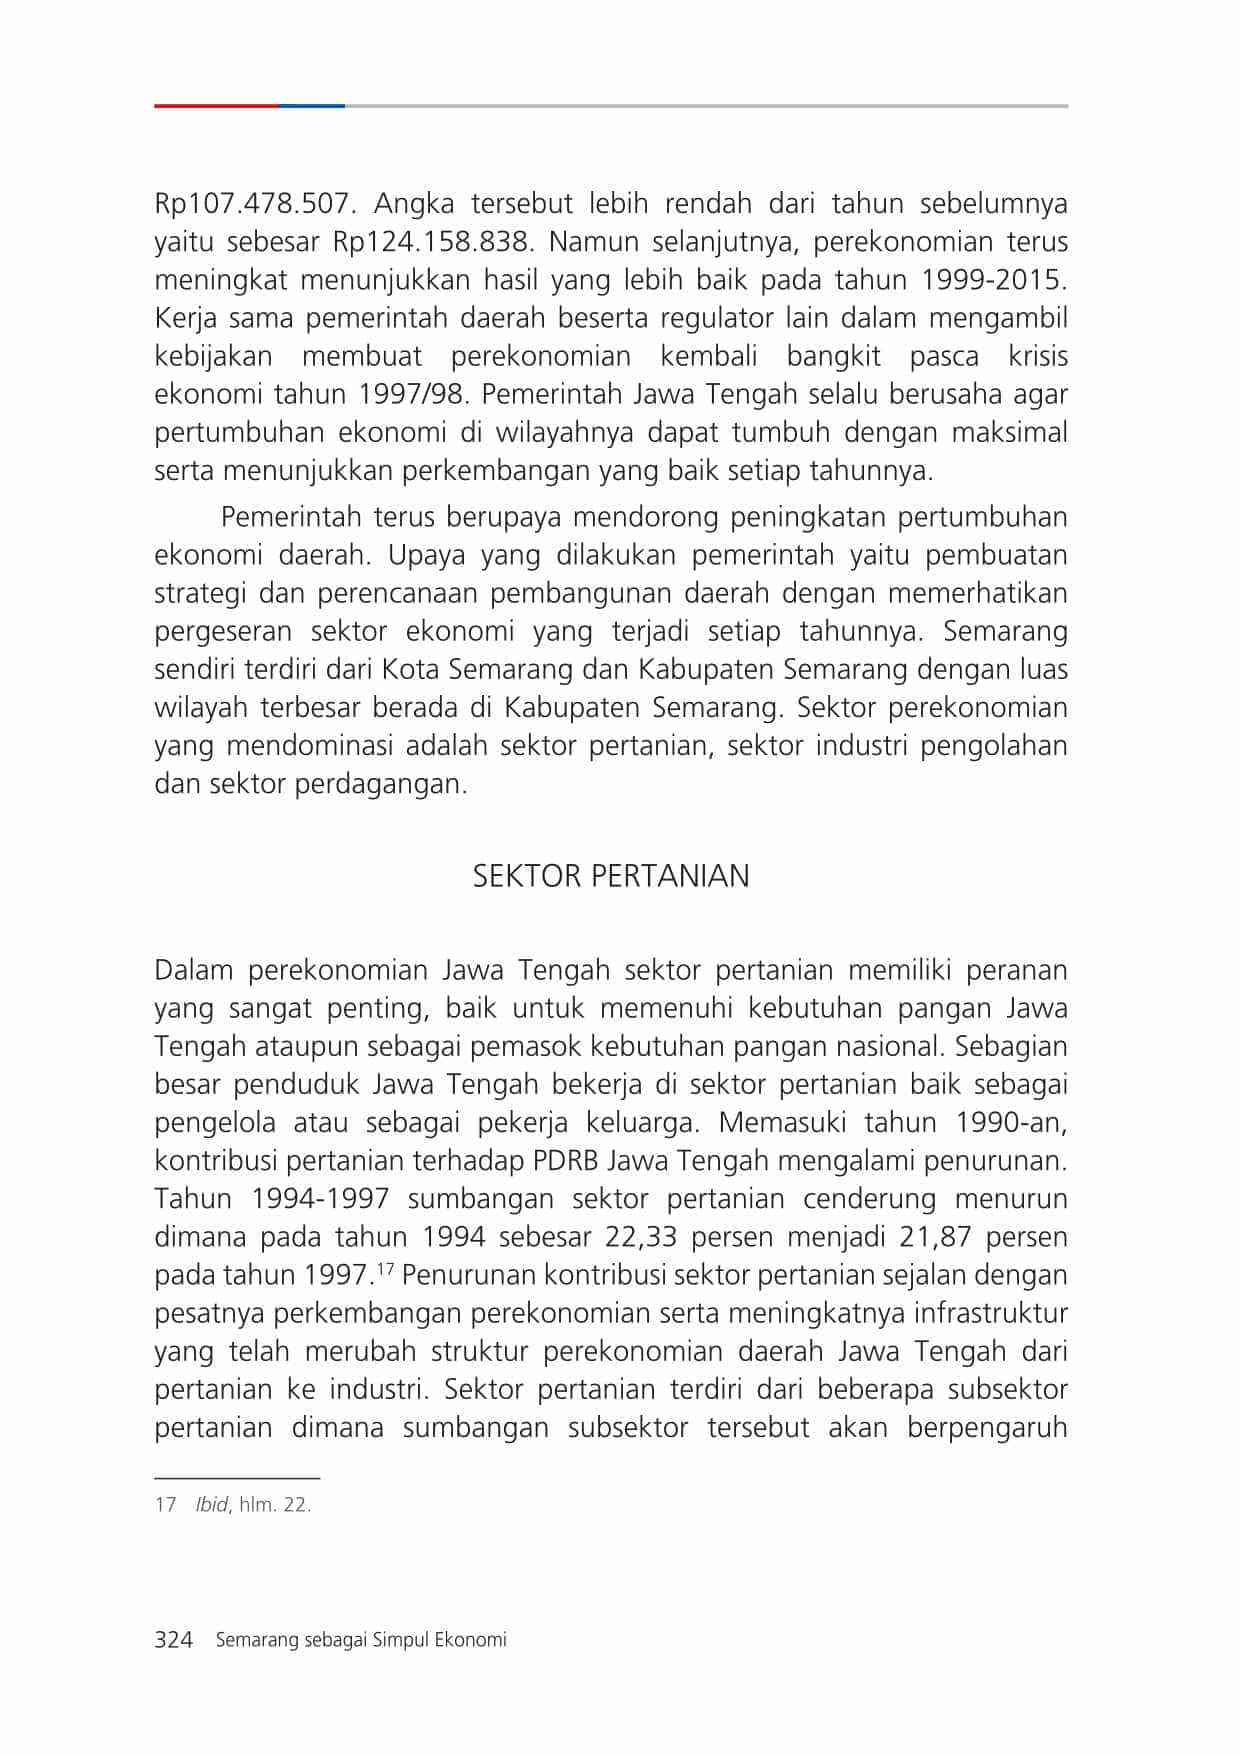 Rp107.478.507. Angka tersebut lebih rendah dari tahun sebelumnya
yaitu sebesar Rp124.158.838. Namun selanjutnya, perekonomian terus
meningkat menunjukkan hasil yang lebih baik pada tahun 1999-2015.
Kerja sama pemerintah daerah beserta regulator lain dalam mengambil
kebijakan membuat perekonomian kembali bangkit pasca krisis
ekonomi tahun 1997/98. Pemerintah Jawa Tengah selalu berusaha agar
pertumbuhan ekonomi di wilayahnya dapat tumbuh dengan maksimal
serta menunjukkan perkembangan yang baik setiap tahunnya.
Pemerintah terus berupaya mendorong peningkatan pertumbuhan
ekonomi daerah. Upaya yang dilakukan pemerintah yaitu pembuatan
strategi dan perencanaan pembangunan daerah dengan memerhatikan
pergeseran sektor ekonomi yang terjadi setiap tahunnya. Semarang
sendiri terdiri dari Kota Semarang dan Kabupaten Semarang dengan luas
wilayah terbesar berada di Kabupaten Semarang. Sektor perekonomian
yang mendominasi adalah sektor pertanian, sektor industri pengolahan
dan sektor perdagangan.
SEKTOR PERTANIAN
Dalam perekonomian Jawa Tengah sektor pertanian memiliki peranan
yang sangat penting, baik untuk memenuhi kebutuhan pangan Jawa
Tengah ataupun sebagai pemasok kebutuhan pangan nasional. Sebagian
besar penduduk Jawa Tengah bekerja di sektor pertanian baik sebagai
pengelola atau sebagai pekerja keluarga. Memasuki tahun 1990-an,
kontribusi pertanian terhadap PDRB Jawa Tengah mengalami penurunan.
Tahun 1994-1997 sumbangan sektor pertanian cenderung menurun
dimana pada tahun 1994 sebesar 22,33 persen menjadi 21,87 persen
pada tahun 1997.17 Penurunan kontribusi sektor pertanian sejalan dengan
pesatnya perkembangan perekonomian serta meningkatnya infrastruktur
yang telah merubah struktur perekonomian daerah Jawa Tengah dari
pertanian ke industri. Sektor pertanian terdiri dari beberapa subsektor
pertanian dimana sumbangan subsektor tersebut akan berpengaruh
17 Ibid, hlm. 22.
324 Semarang sebagai Simpul Ekonomi